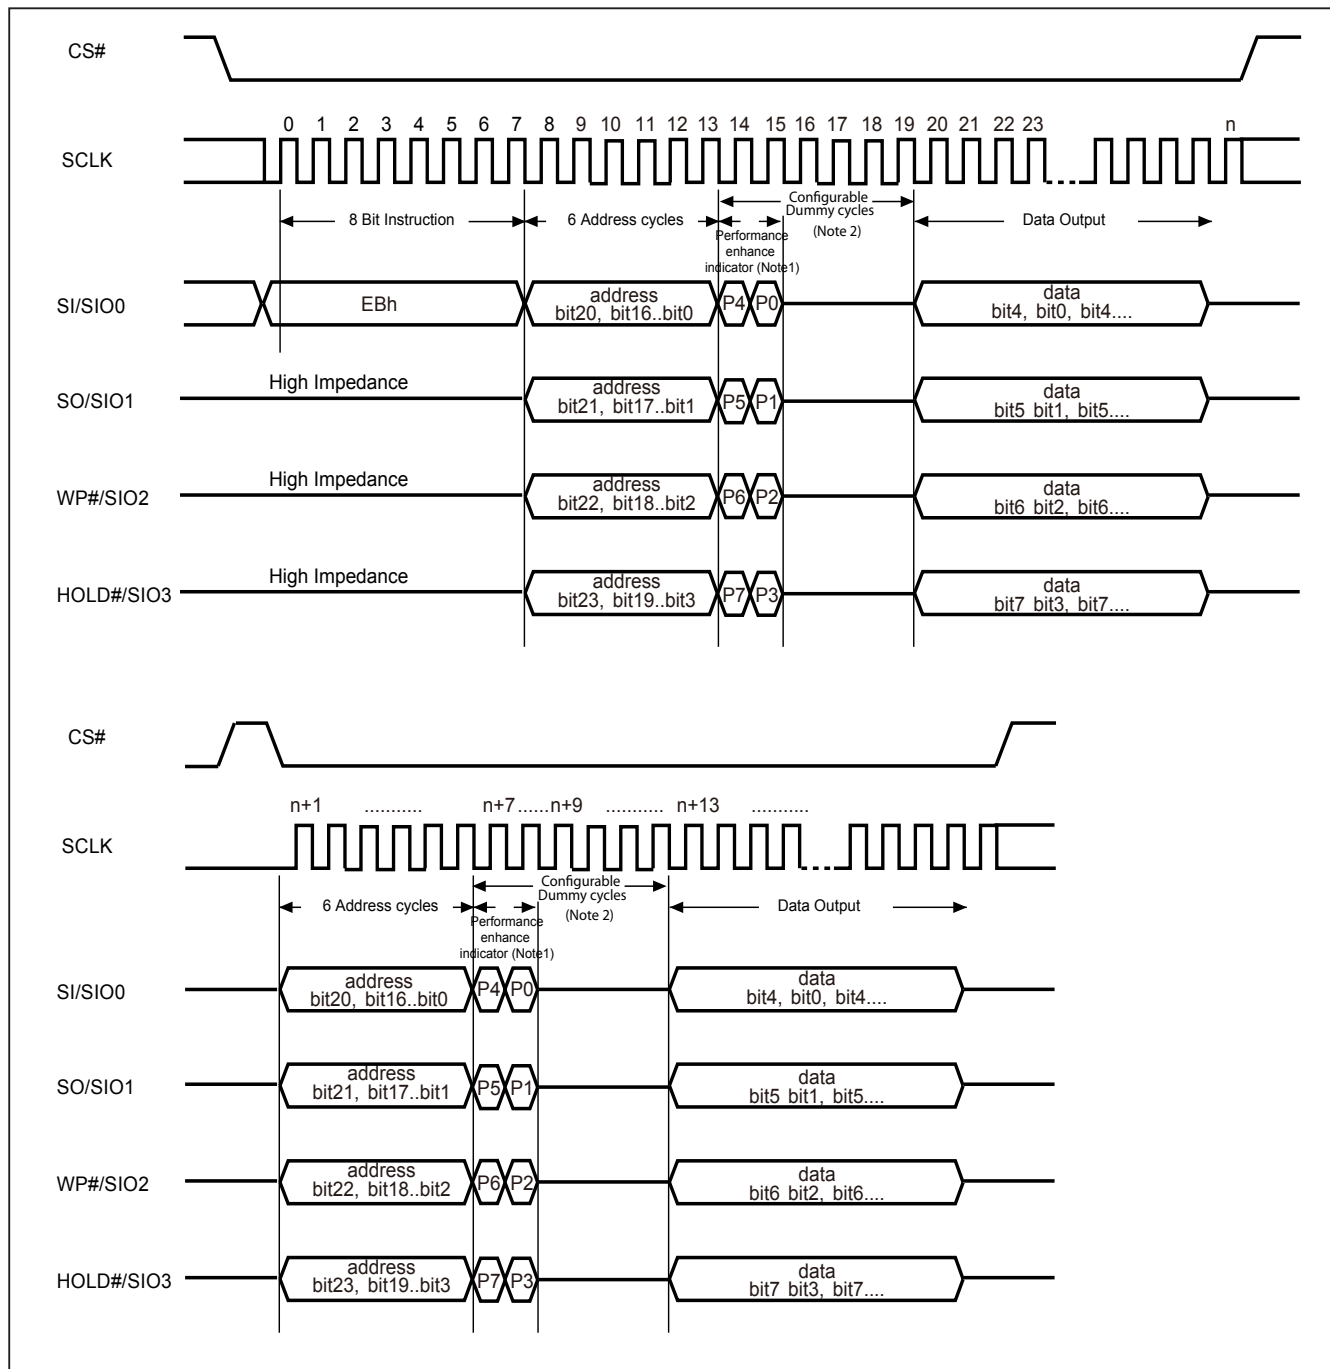 CS#
0 1 2 3 4 5 6 7 8 9 10 11 12 13 14 15 16 17 18 19 20 21 22 23 n
SCLK
8 Bit Instruction
6 Address cycles
Configurable
Dummy cycles
(Note 2)
Data Output
Performance
enhance
indicator (Note1)
SI/SIO0
EBh
address
bit20, bit16..bit0
P4 P0
data
bit4, bit0, bit4....
SO/SIO1
High Impedance
address
bit21, bit17..bit1
P5 P1
data
bit5 bit1, bit5....
WP#/SIO2
High Impedance
address
bit22, bit18..bit2
P6 P2
data
bit6 bit2, bit6....
HOLD#/SIO3
High Impedance
address
bit23, bit19..bit3
P7 P3
data
bit7 bit3, bit7....
CS#
n+1 ........... n+7 ......n+9 ........... n+13 ...........
SCLK
6 Address cycles
Configurable
Dummy cycles
(Note 2)
Data Output
Performance
enhance
indicator (Note1)
SI/SIO0
address
bit20, bit16..bit0
P4 P0
data
bit4, bit0, bit4....
SO/SIO1
address
bit21, bit17..bit1
P5 P1
data
bit5 bit1, bit5....
WP#/SIO2
address
bit22, bit18..bit2
P6 P2
data
bit6 bit2, bit6....
HOLD#/SIO3
address
bit23, bit19..bit3
P7 P3
data
bit7 bit3, bit7....